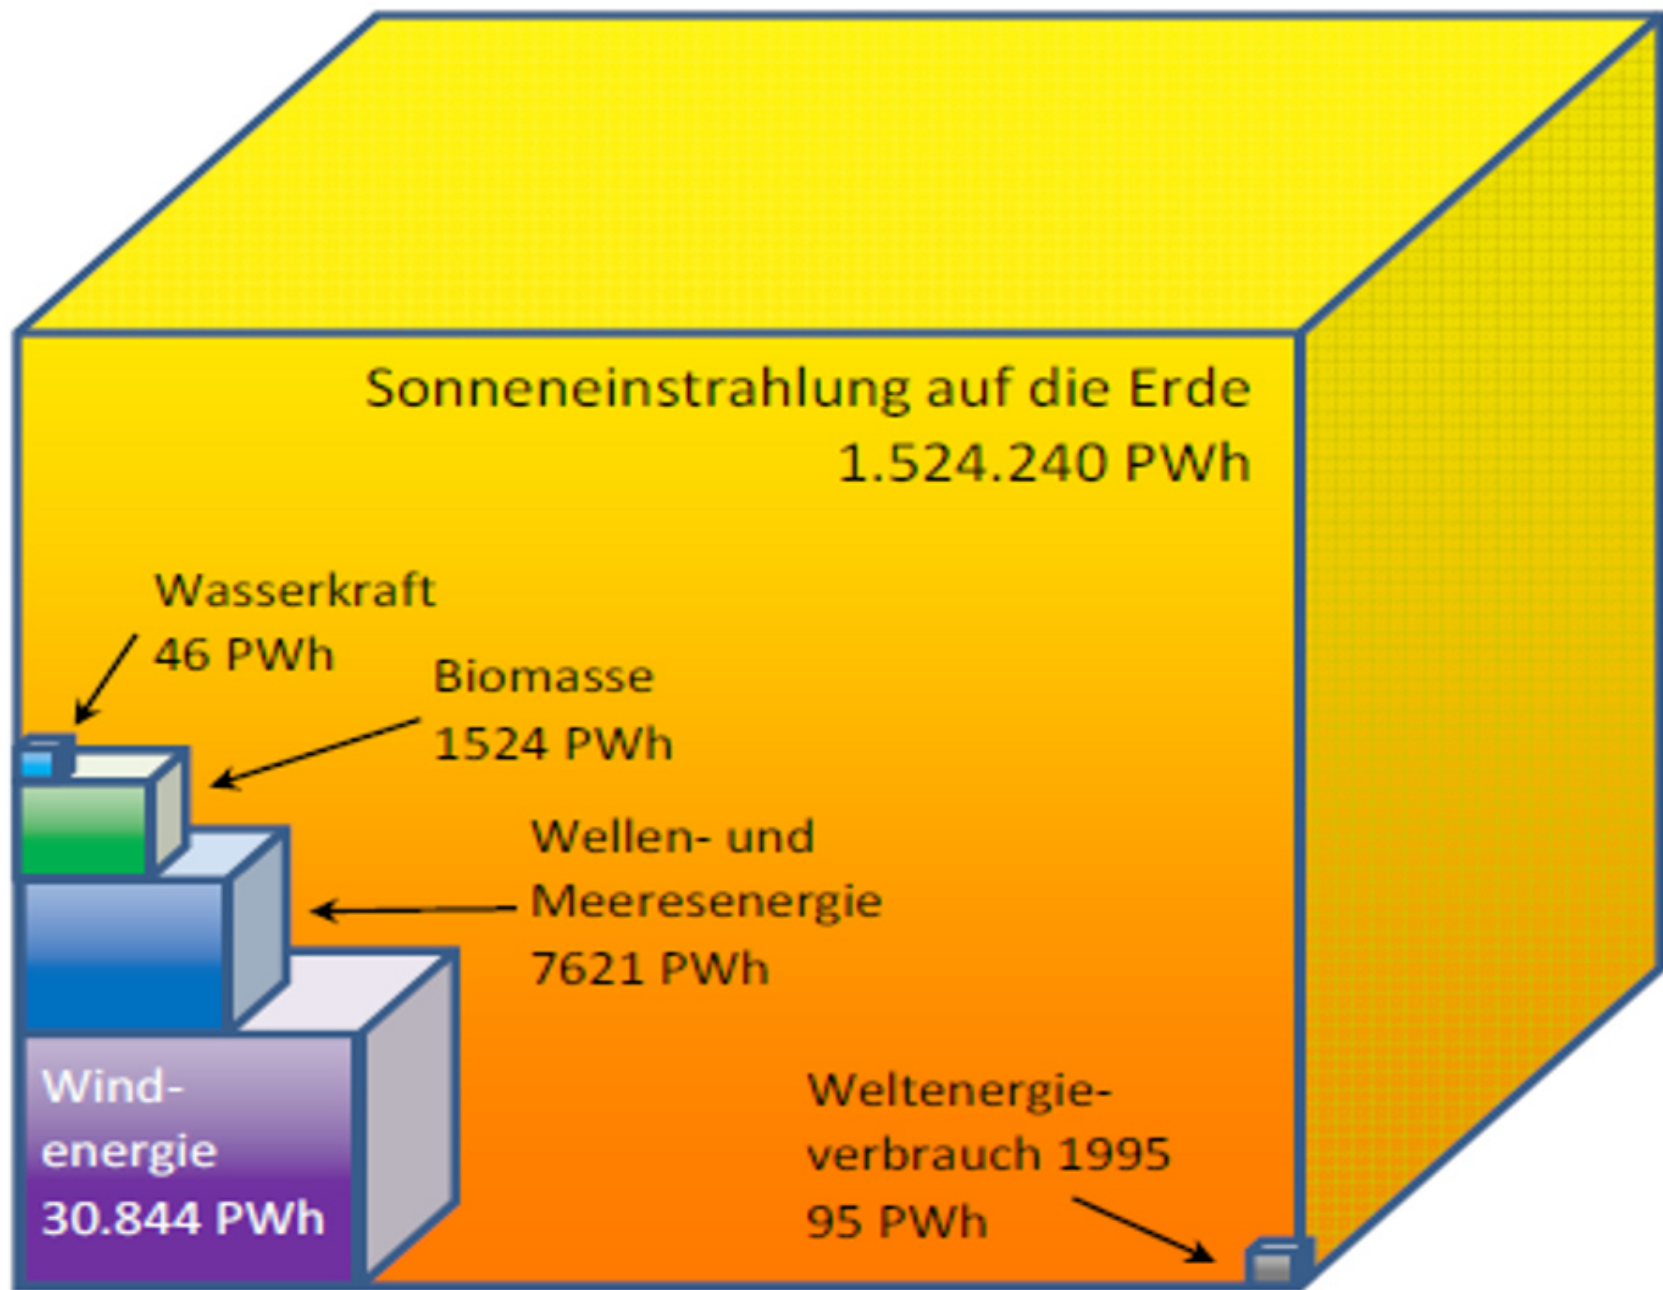 Sonneneinstrahlung auf die Erde
1.524.240 PWh
Wasserkraft
46 PWh
Biomasse
1524 PWh
Wellen- und
Meeresenergie
7621 PWh
Wind-
energie
30.844 PWh
Weltenergie-
verbrauch 1995
95 PWh